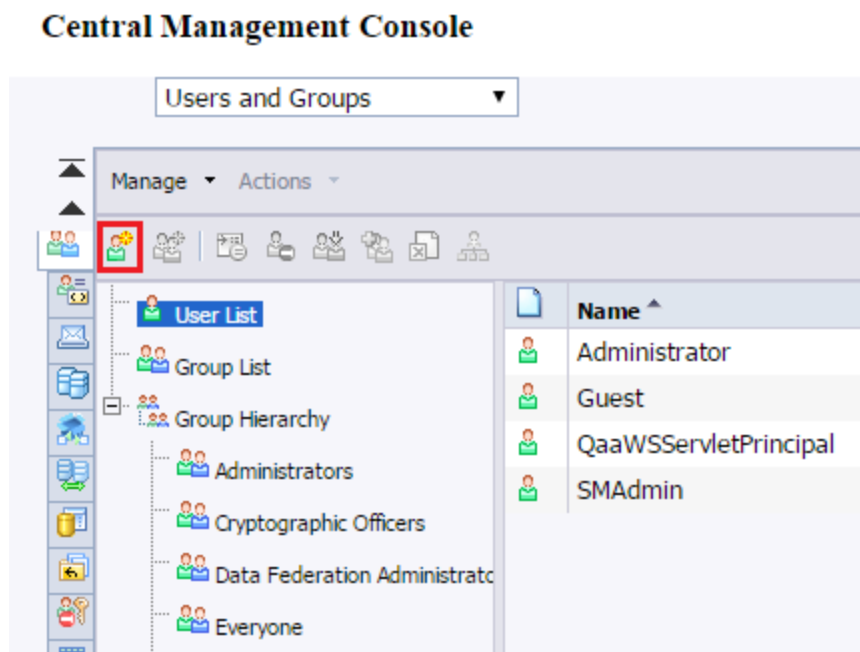 Central Management Console
Users and Groups
Manage Actions
Name
User List
Administrator
Group List
Guest
Group Hierarchy
QaaWSServletPrincipal
Administrators
SMAdmin
Cryptographic Officers
Data Federation Administratc
Everyone